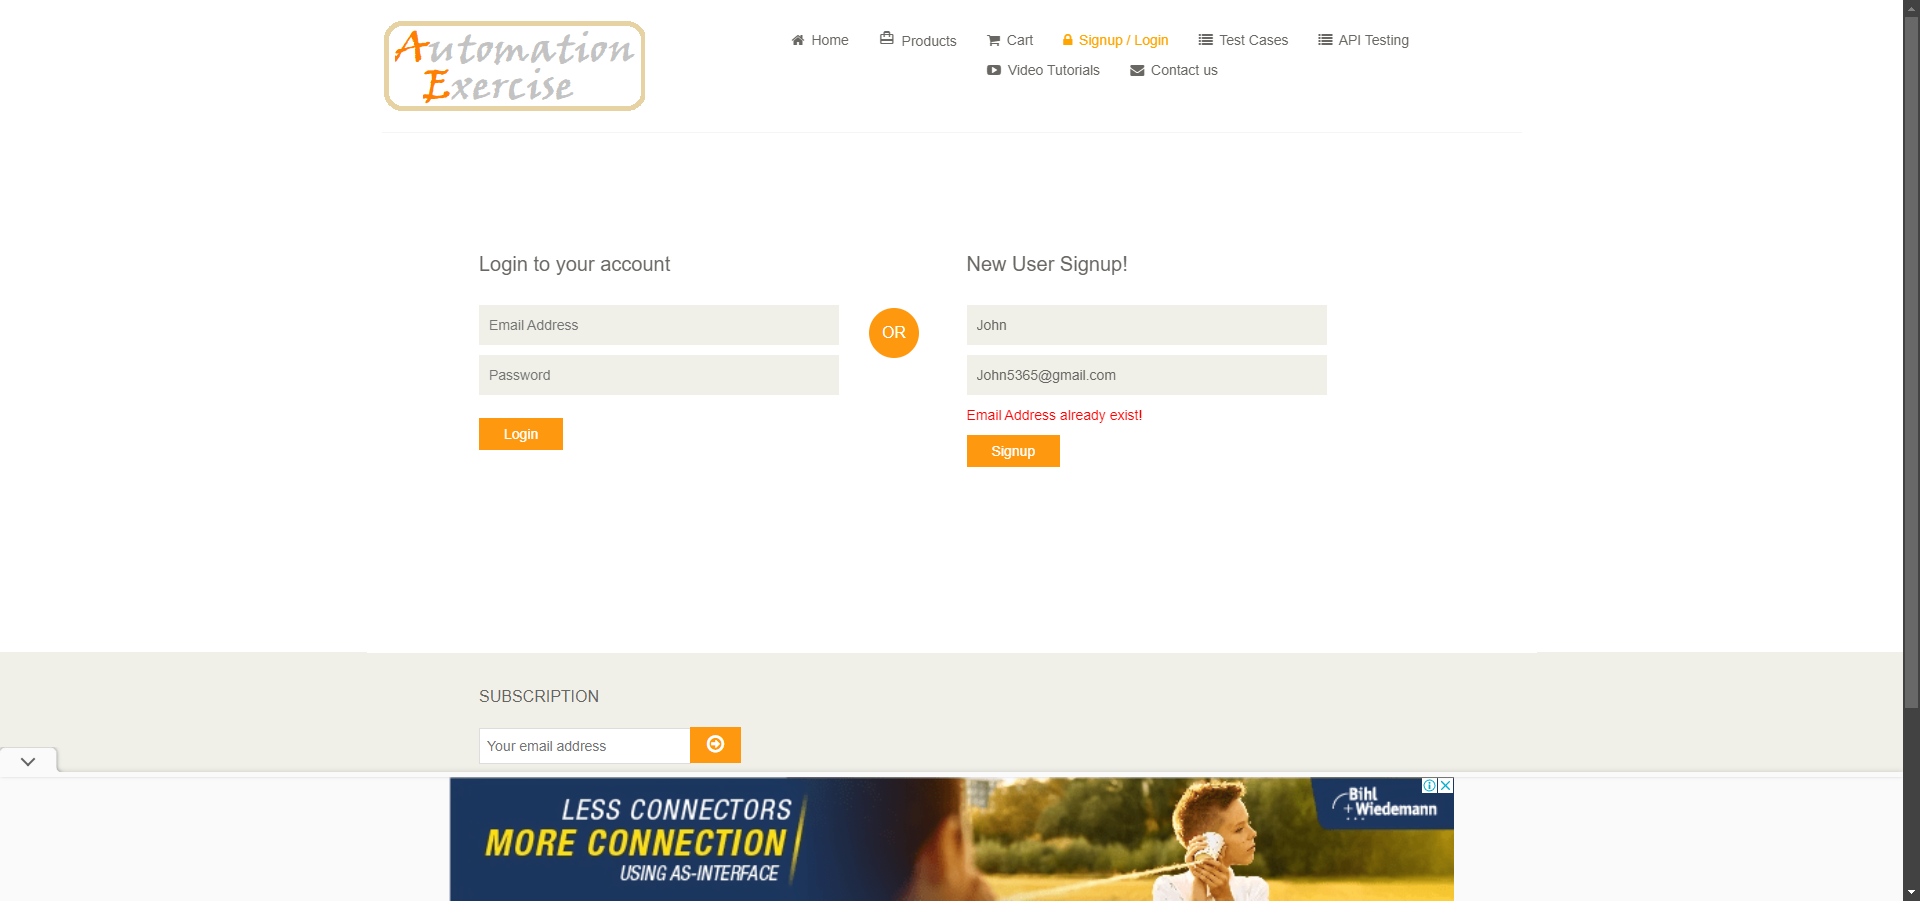 Automation
Exercise
Home
Products
Cart
Signup / Login
Test Cases
API Testing
Video Tutorials
Contact us
Login to your account
Email Address
Password
Login
OR
New User Signup!
John
John5365@gmail.com
Email Address already exist!
Signup
SUBSCRIPTION
Your email address
LESS CONNECTORS
MORE CONNECTION
USING AS-INTERFACE
Bihl
+Wiedemann